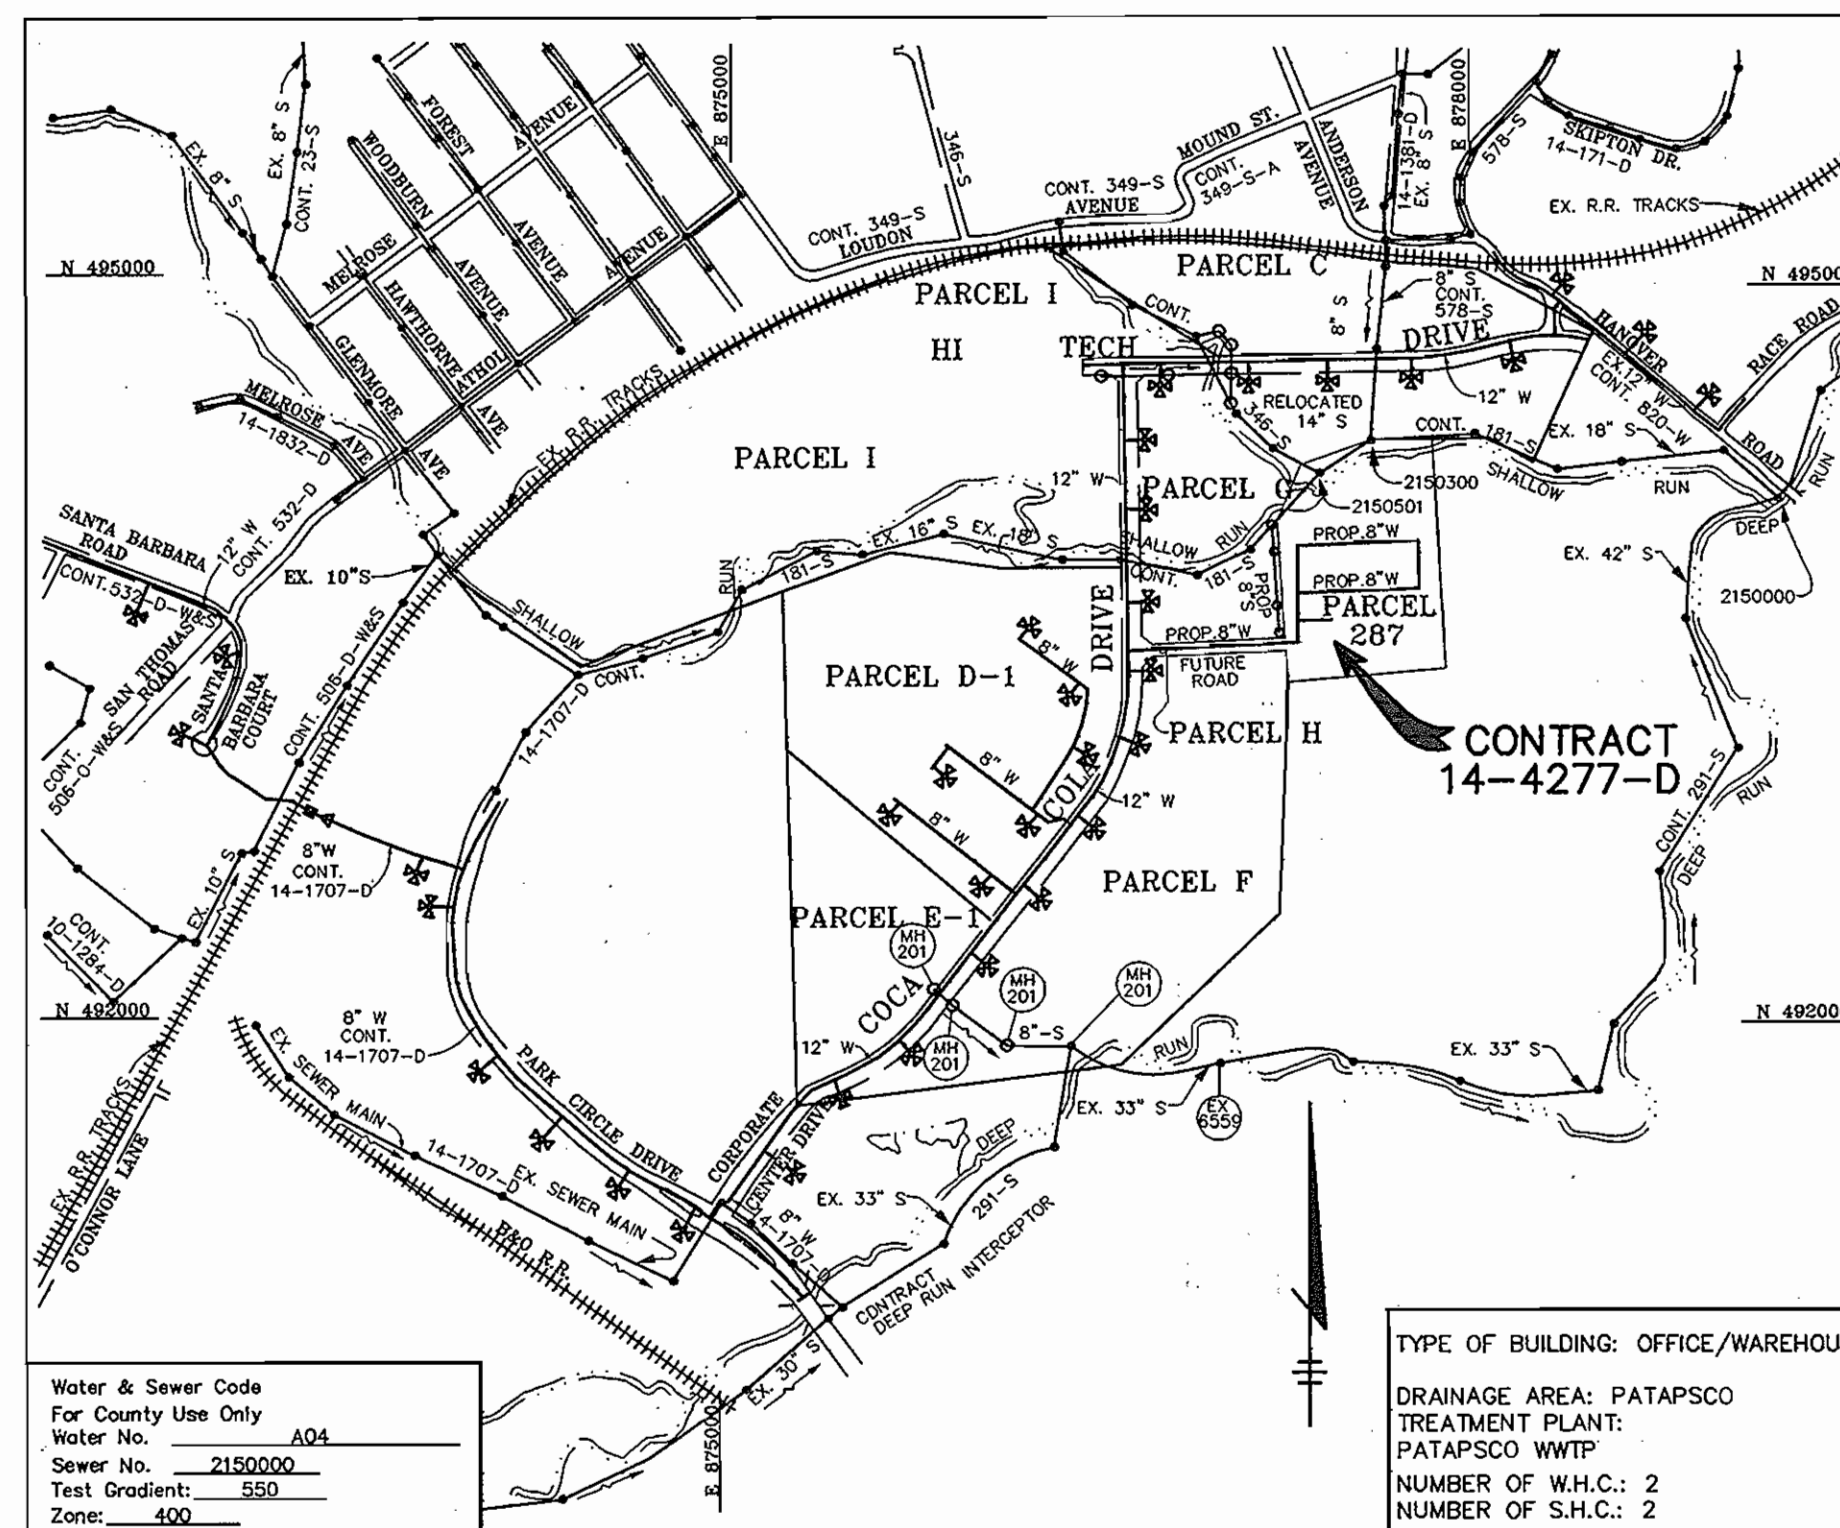 EX. 8" S
CONT. 23-S
EX. 8" S
FOREST
AVENUE
WOODBURN
AVENUE
AVENUE
MELROSE
AVENUE
HAWTHORNE
AVE
GLENMORE
AVE
ATHOL
E 875000
346-S
CONT. 349-S
LOUDON
CONT. 349-S
AVENUE
MOUND ST.
CONT.
349-S-A
ANDERSON
AVENUE
14-1381-D
EX. 8" S
E 878000
578-S
SKIPTON DR.
14-171-D
EX. R.R. TRACKS
N 495000
N 49500
PARCEL I
HI
PARCEL C
CONT.
8" S
8" S
CONT.
578-S
TECH
DRIVE
HANOVER
EX.12" W
CONT. 820-W
ROAD
RACE ROAD
12" W
RELOCATED
14" S
346-S
MELROSE
AVE
14-1832-D
EX. R.R. TRACKS
PARCEL I
12" W
PARCEL G
CONT.
181-S
EX. 18" S
SHALLOW
RUN
DEEP
RUN
2150300
2150501
SANTA BARBARA
ROAD
12" W
CONT. 532-D
CONT.532-D-W&S
EX. 10"S
EX. 16" S
EX. 18" S
RUN
181-S
SHALLOW
RUN
CONT.
181-S
PROP.8"W
PROP.8"W
PROP
8" S
PARCEL
287
EX. 42" S
2150000
SHALLOW
DRIVE
PROP.8"W
FUTURE
ROAD
PARCEL D-1
8" W
SAN THOMAS
ROAD
SANTA
BARBARA
COURT
CONT. 506-D-W&S
CONT.
506-O-W&S
14-1707-D CONT.
PARCEL H
CONTRACT
14-4277-D
CONT. 291-S
DEEP
RUN
8" W
COLA
12" W
8" W
8"W
CONT.
14-1707-D
EX. 10" S
PARCEL F
PARCEL E-1
CONT.
10-1284-D
MH
201
MH
201
MH
201
MH
201
COCA
8"-S
N 492000
N 49200
8" W
CONT.
14-1707-D
12" W
RUN
EX. 33" S
EX. 33" S
EX
6559
EX. SEWER MAIN
PARK CIRCLE DRIVE
CORPORATE
CENTER DRIVE
DEEP
EX. R.R. TRACKS
O'CONNOR LANE
14-1707-D
EX. SEWER MAIN
8" W
14-1707-D
EX. 33" S
291-S
B&O R.R.
CONTRACT
DEEP RUN INTERCEPTOR
EX. 30" S
E 875000
Water & Sewer Code
For County Use Only
Water No. A04
Sewer No. 2150000
Test Gradient: 550
Zone: 400
TYPE OF BUILDING: OFFICE/WAREHOU
DRAINAGE AREA: PATAPSCO
TREATMENT PLANT:
PATAPSCO WWTP
NUMBER OF W.H.C.: 2
NUMBER OF S.H.C.: 2